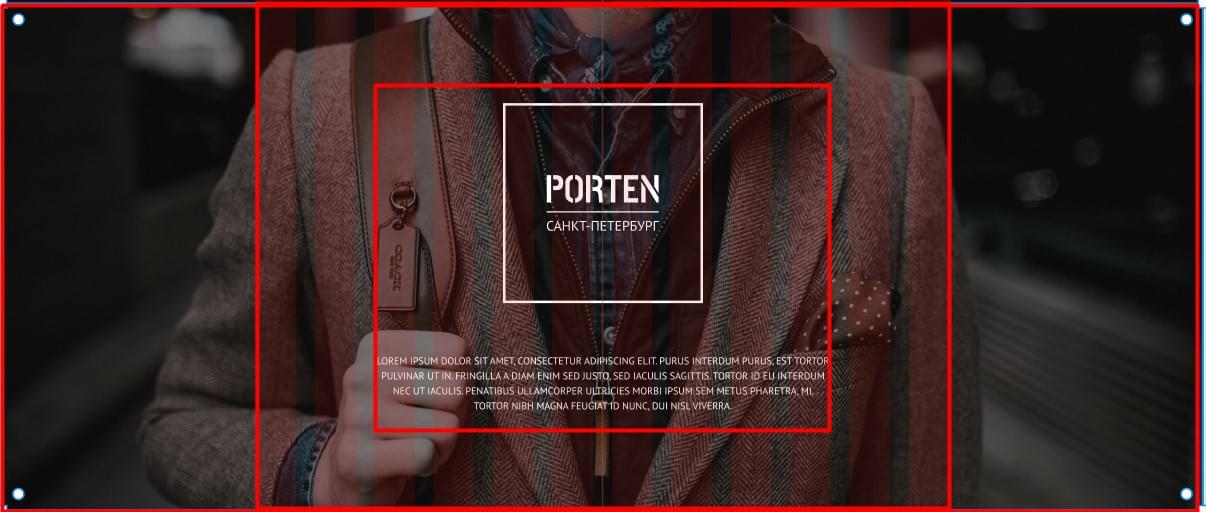 PORTEN
САНКТ-ПЕТЕРБУРГ
COACH
LOREM IPSUM DOLOR SIT AMET, CONSECTETUR ADIPISCING ELIT. PURUS INTERDUM PURUS, EST TORTOR
PULVINAR UT IN. FRINGILLA A DIAM ENIM SED JUSTO, SED IACULIS SAGITTIS. TORTOR ID EU INTERDUM
NEC UT IACULIS. PENATIBUS ULLAMCORPER ULTRICIES MORBI IPSUM SEM METUS PHARETRA, MI.
TORTOR NIBH MAGNA FEUGIAT ID NUNC, DUI NISL VIVERRA.